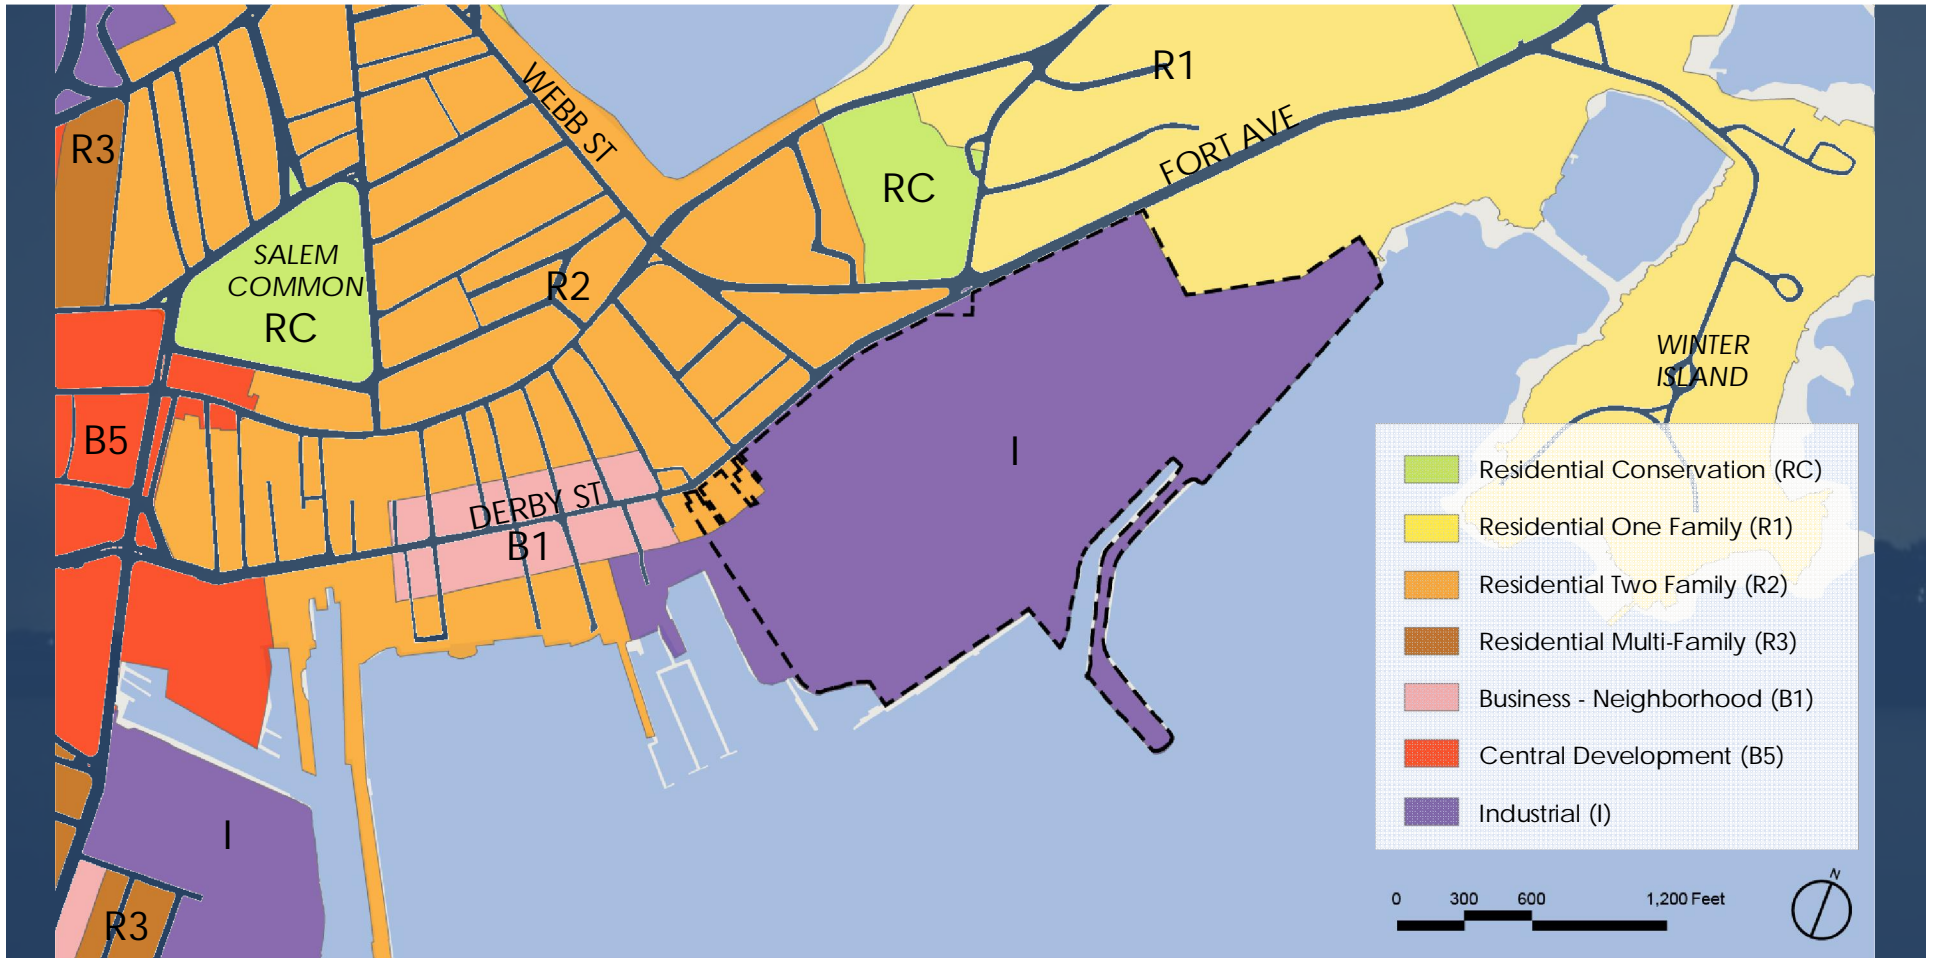 R1
WEBB ST
R3
FORT AVE
RC
SALEM
COMMON
RC
R2
WINTER
ISLAND
B5
I
DERBY ST
B1
Residential Conservation (RC)
Residential One Family (R1)
Residential Two Family (R2)
Residential Multi-Family (R3)
Business - Neighborhood (B1)
Central Development (B5)
Industrial (I)
I
R3
N
0 300 600 1,200 Feet